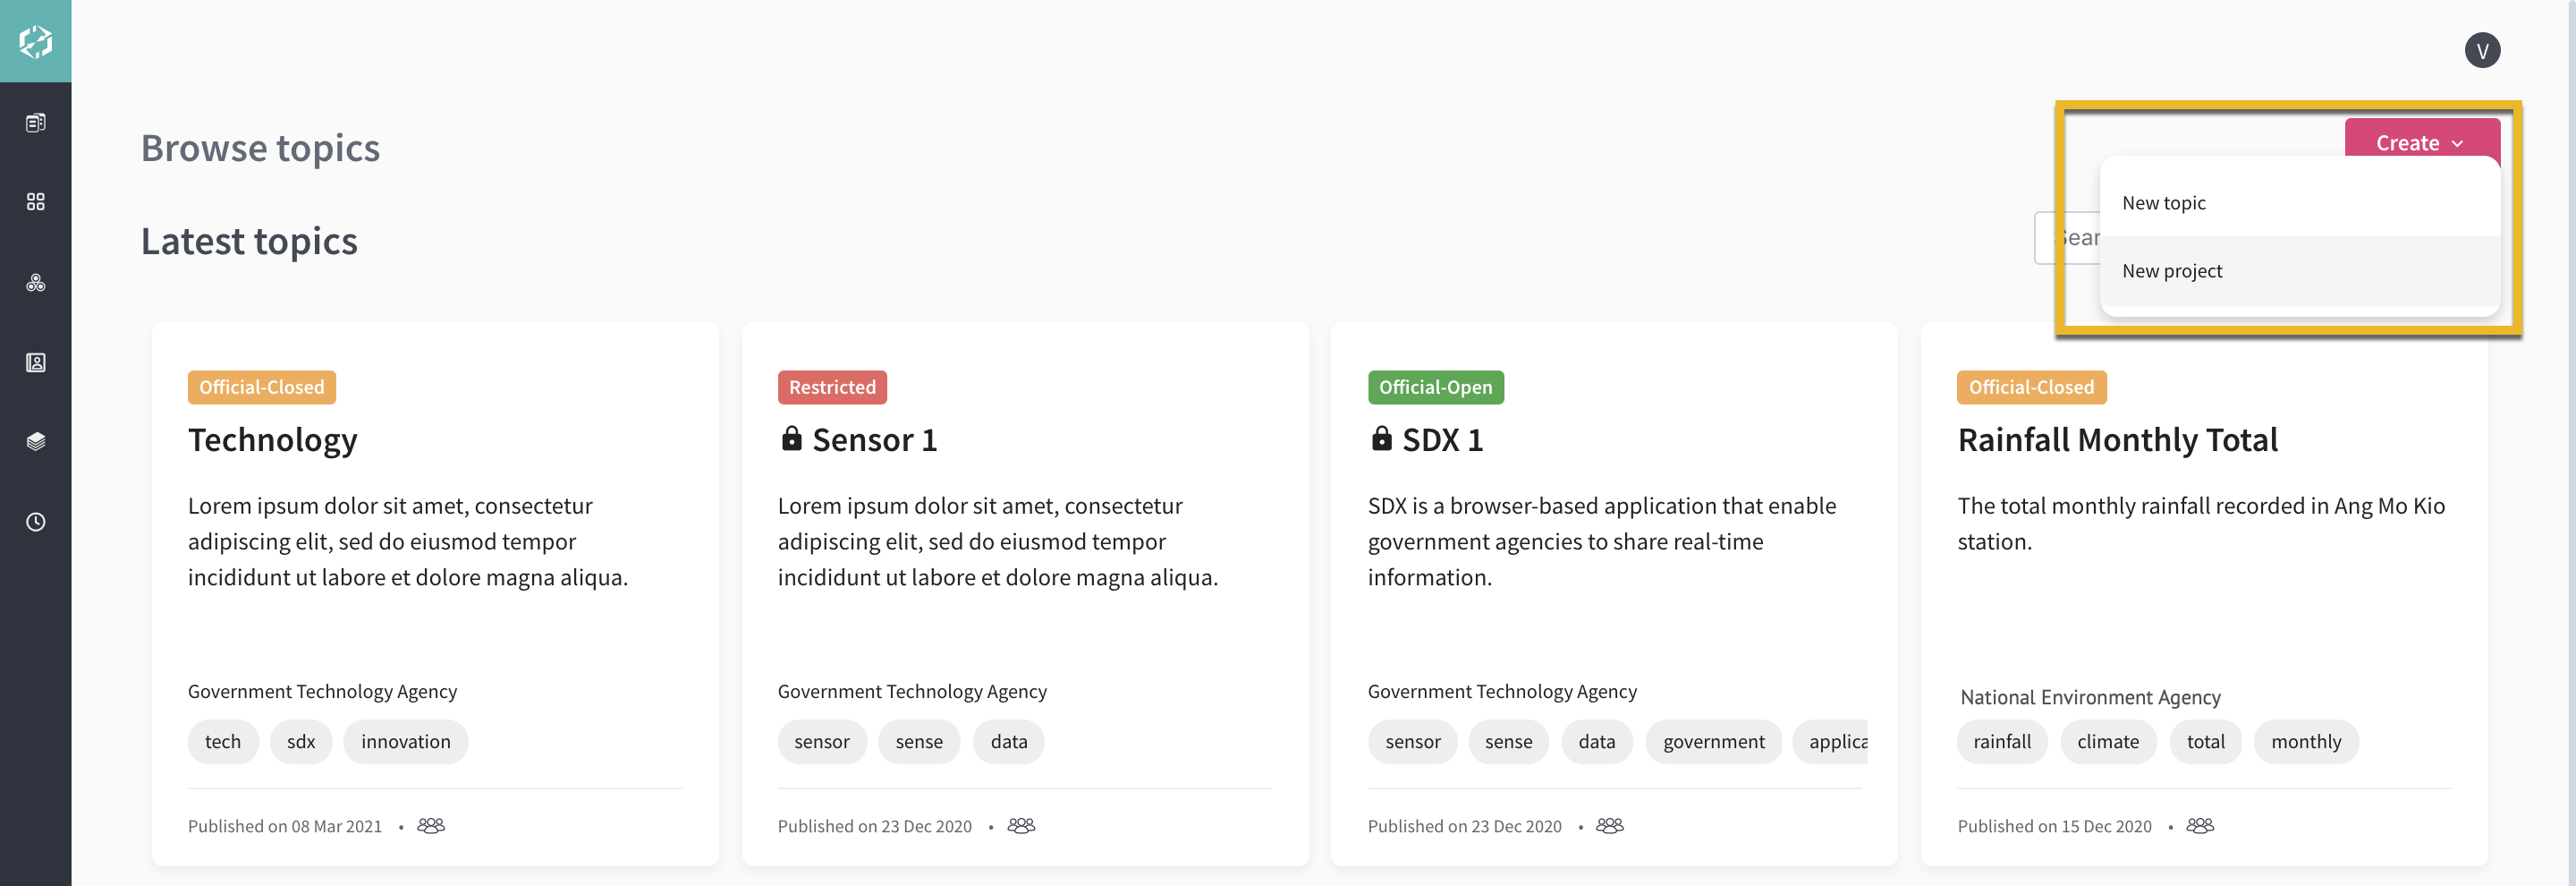 V
Browse topics
Create
New topic
New project
Latest topics
Sear
Official-Closed
Technology
Lorem ipsum dolor sit amet, consectetur
adipiscing elit, sed do eiusmod tempor
incididunt ut labore et dolore magna aliqua.
Government Technology Agency
tech sdx innovation
Published on 08 Mar 2021 •
Restricted
Sensor 1
Lorem ipsum dolor sit amet, consectetur
adipiscing elit, sed do eiusmod tempor
incididunt ut labore et dolore magna aliqua.
Government Technology Agency
sensor sense data
Published on 23 Dec 2020 •
Official-Open
SDX 1
SDX is a browser-based application that enable
government agencies to share real-time
information.
Government Technology Agency
sensor sense data government applica
Published on 23 Dec 2020 •
Official-Closed
Rainfall Monthly Total
The total monthly rainfall recorded in Ang Mo Kio
station.
National Environment Agency
rainfall climate total monthly
Published on 15 Dec 2020 •